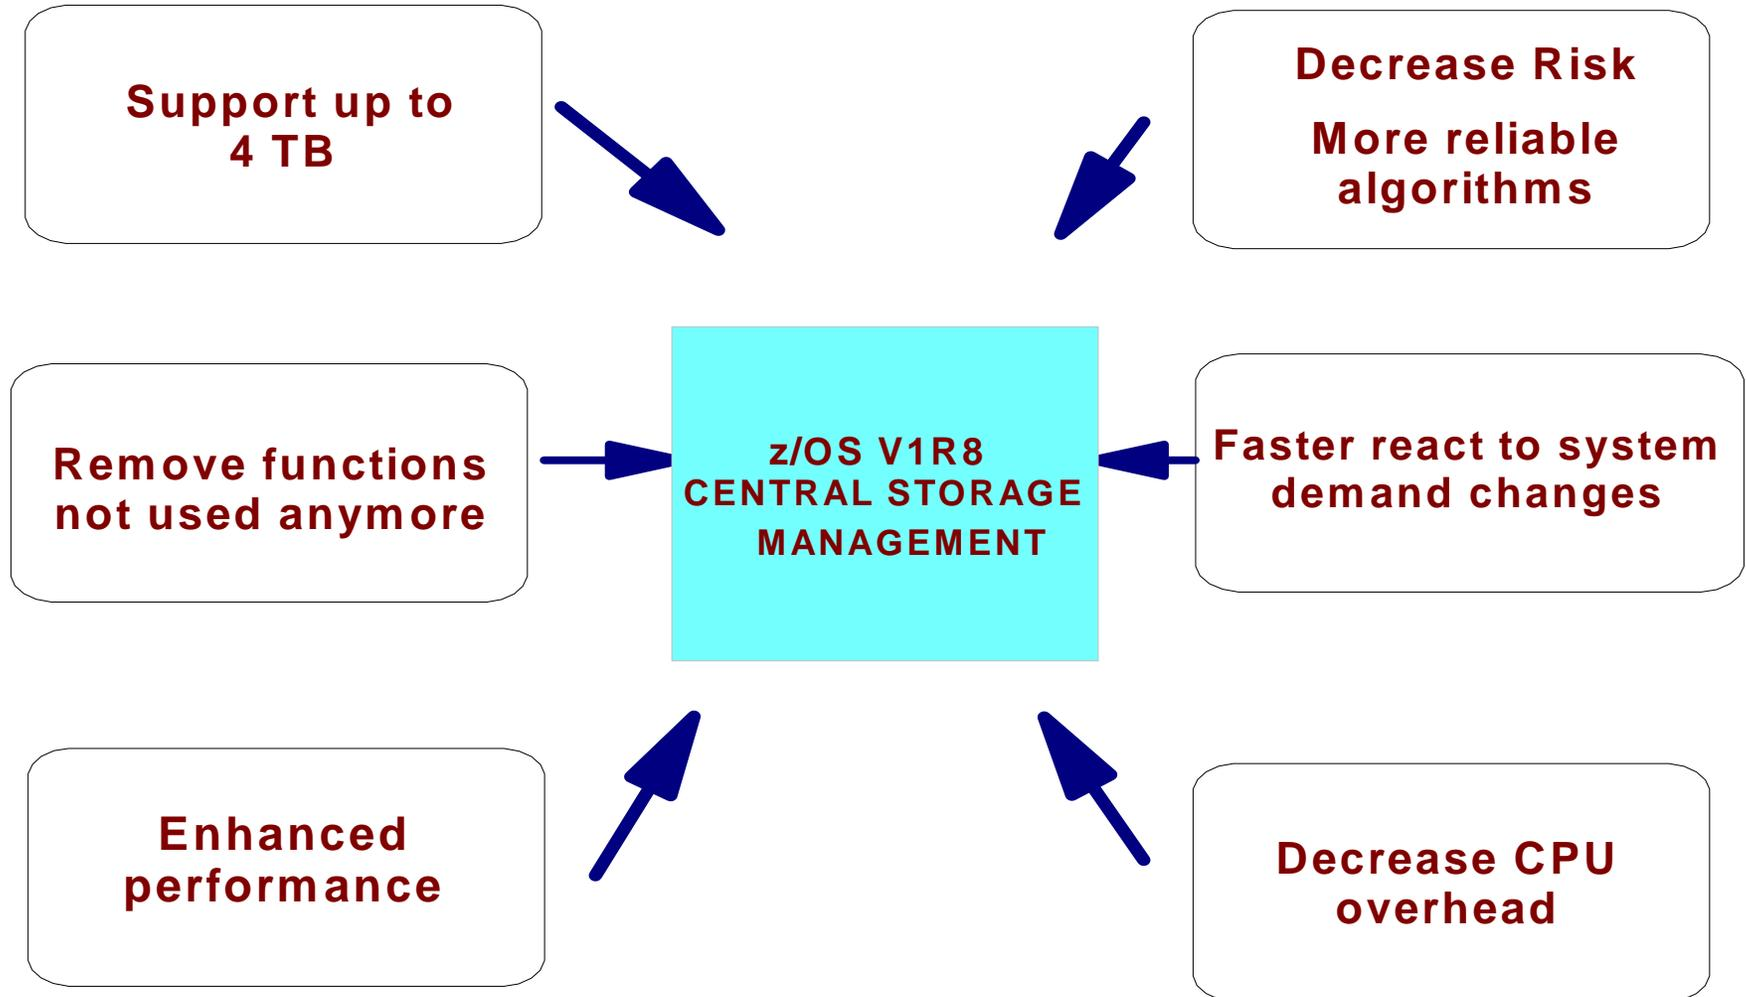 Support up to
4 TB
Decrease Risk
More reliable
algorithms
Remove functions
not used anymore
z/OS V1R8
CENTRAL STORAGE
MANAGEMENT
Faster react to system
demand changes
Enhanced
performance
Decrease CPU
overhead